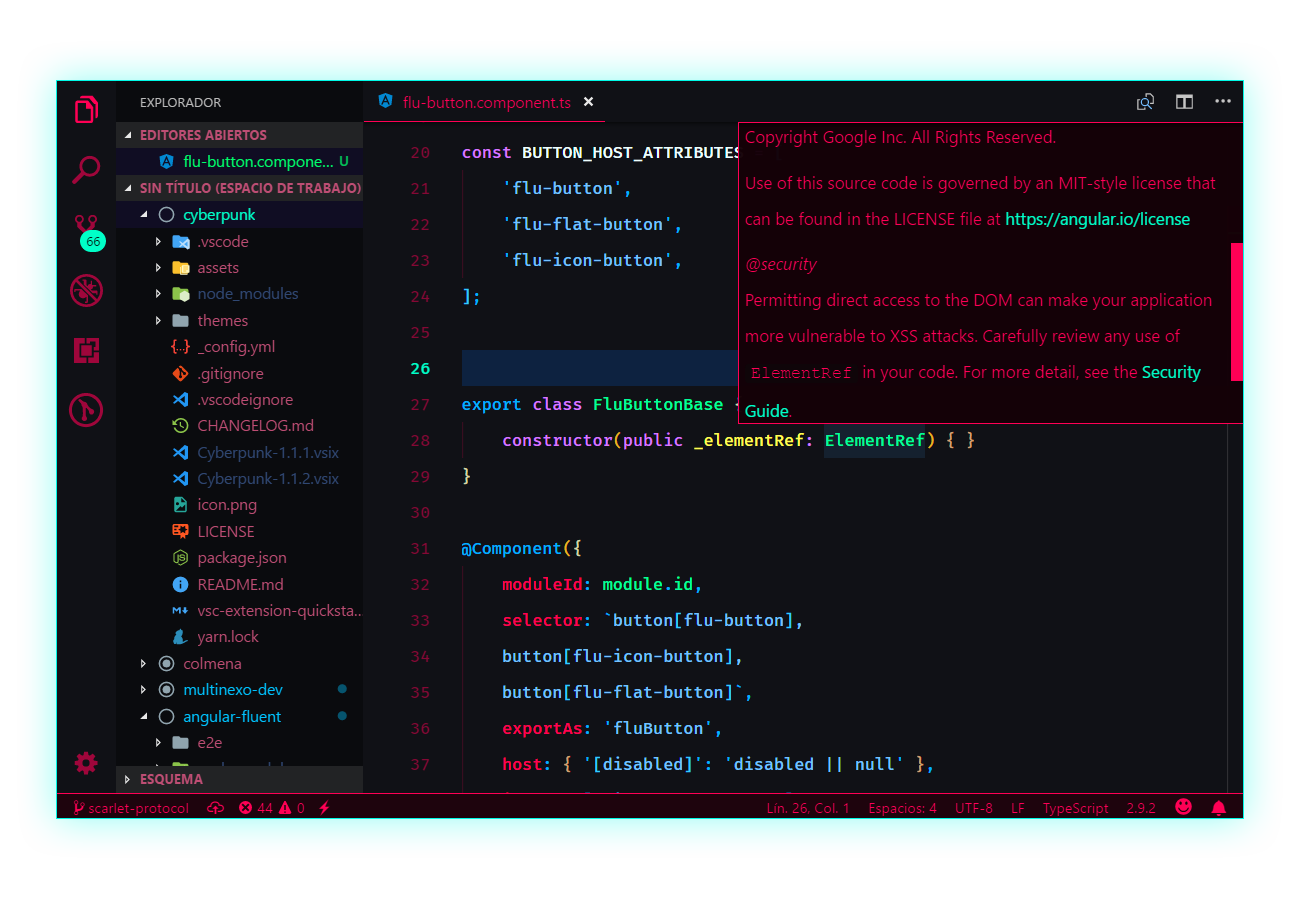 EXPLORADOR
EDITORES ABIERTOS
flu-button.compone... U
SIN TÍTULO (ESPACIO DE TRABAJO)
cyberpunk
66
.vscode
assets
node_modules
themes
_config.yml
.gitignore
.vscodeignore
CHANGELOG.md
Cyberpunk-1.1.1.vsix
Cyberpunk-1.1.2.vsix
icon.png
LICENSE
package.json
README.md
vsc-extension-quicksta..
yarn.lock
colmena
multinexo-dev
angular-fluent
e2e
ESQUEMA
flu-button.component.ts
20 const BUTTON_HOST_ATTRIBUTES
21 'flu-button',
22 'flu-flat-button',
23 'flu-icon-button',
24 ];
25
26
27 export class FluButtonBase {
28 constructor(public _elementRef: ElementRef) { }
29 }
30
31 @Component({
32 moduleId: module.id,
33 selector: `button[flu-button],
34 button[flu-icon-button],
35 button[flu-flat-button]`,
36 exportAs: 'fluButton',
37 host: { '[disabled]': 'disabled || null' },
Copyright Google Inc. All Rights Reserved.
Use of this source code is governed by an MIT-style license that
can be found in the LICENSE file at https://angular.io/license
@security
Permitting direct access to the DOM can make your application
more vulnerable to XSS attacks. Carefully review any use of
ElementRef in your code. For more detail, see the Security
Guide.
scarlet-protocol 44 0 Lín. 26, Col. 1 Espacios: 4 UTF-8 LF TypeScript 2.9.2